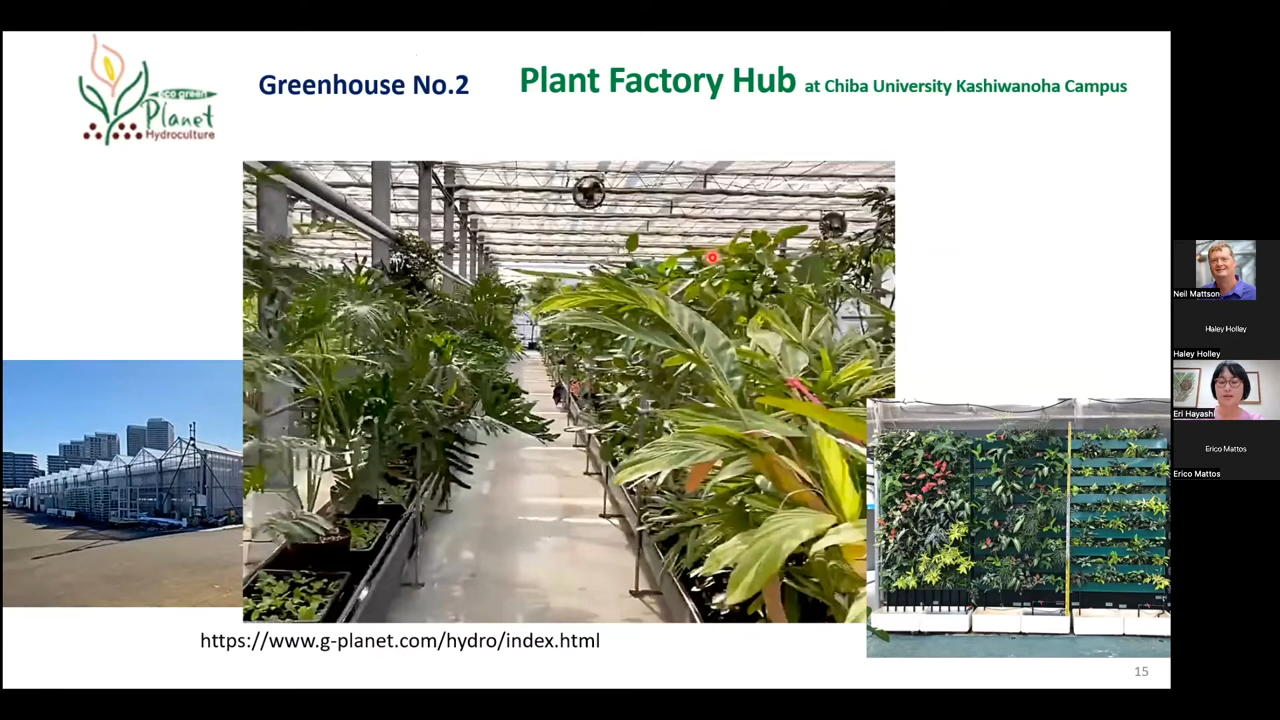 eco green
Planet
Hydroculture
Greenhouse No.2
Plant Factory Hub at Chiba University Kashiwanoha Campus
https://www.g-planet.com/hydro/index.html
15
Neil Mattson
Haley Holley
Haley Holley
Eri Hayashi
Erico Mattos
Erico Mattos